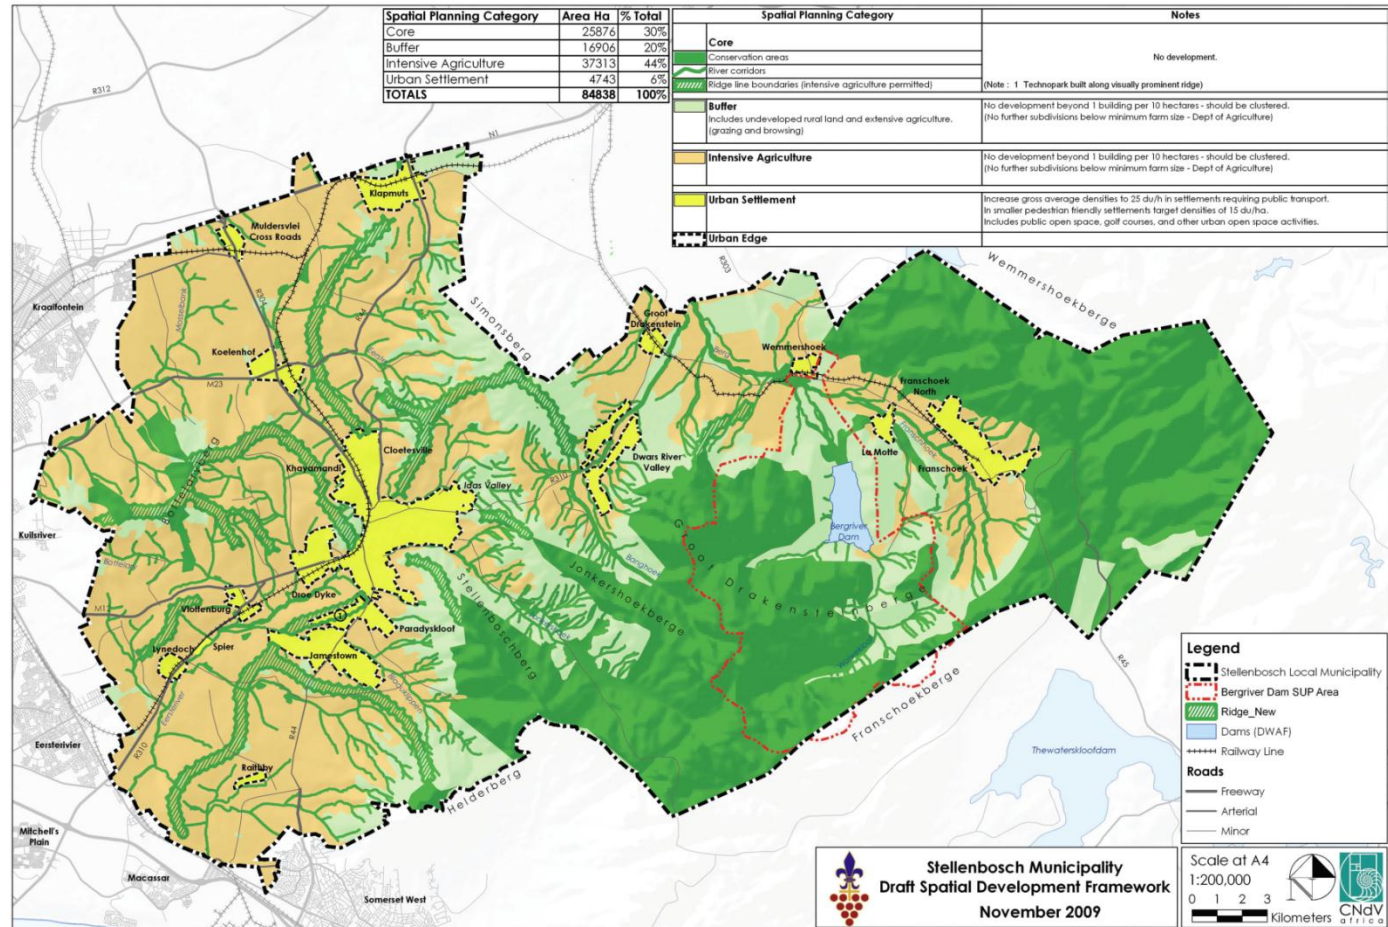 Spatial Planning Category Area Ha % Total
Core 25876 30%
Buffer 16906 20%
Intensive Agriculture 37313 44%
Urban Settlement 4743 6%
TOTALS 84838 100%
Spatial Planning Category Notes
Core
Conservation areas No development.
River corridors
Ridge line boundaries (intensive agriculture permitted) (Note : 1 Technopark built along visually prominent ridge)
Buffer No development beyond 1 building per 10 hectares - should be clustered.
Includes undeveloped rural land and extensive agriculture. (No further subdivisions below minimum farm size - Dept of Agriculture)
(grazing and browsing)
Intensive Agriculture No development beyond 1 building per 10 hectares - should be clustered.
(No further subdivisions below minimum farm size - Dept of Agriculture)
Urban Settlement Increase gross average densities to 25 du/h in settlements requiring public transport.
In smaller pedestrian friendly settlements target densities of 15 du/ha.
Includes public open space, golf courses, and other urban open space activities.
Urban Edge
R312
N1
Klapmuts
Muldersvlei
Cross Roads
R303
Wemmershoekberge
Kraaifontein
Mosselbank
R304
R44
Simonsberg
Groot
Drakenstein
Koelenhof
Berg
Wemmershoek
M23
Franschoek
North
Cloetesville
Khayamandi
Dwars River
Valley
La Motte
Franschoek
Idas Valley
R310
Kuilsriver
Bergriver
Dam
Banghoek
Groot Drakensteinberge
Jonkershoekberge
Stellenboschberg
M12
Vlottenburg
Droe Dyke
1
Paradyskloof
Lynedoch
Spier
Jamestown
R45
Franschoekberge
Eersterivier
R310
R44
Raithby
Helderberg
Thewaterskloofdam
Mitchell's
Plain
Macassar
Somerset West
Legend
Stellenbosch Local Municipality
Bergriver Dam SUP Area
Ridge_New
Dams (DWAF)
Railway Line
Roads
Freeway
Arterial
Minor
Stellenbosch Municipality
Draft Spatial Development Framework
November 2009
Scale at A4
1:200,000
0 1 2 3
Kilometers
N
CNdV
africa